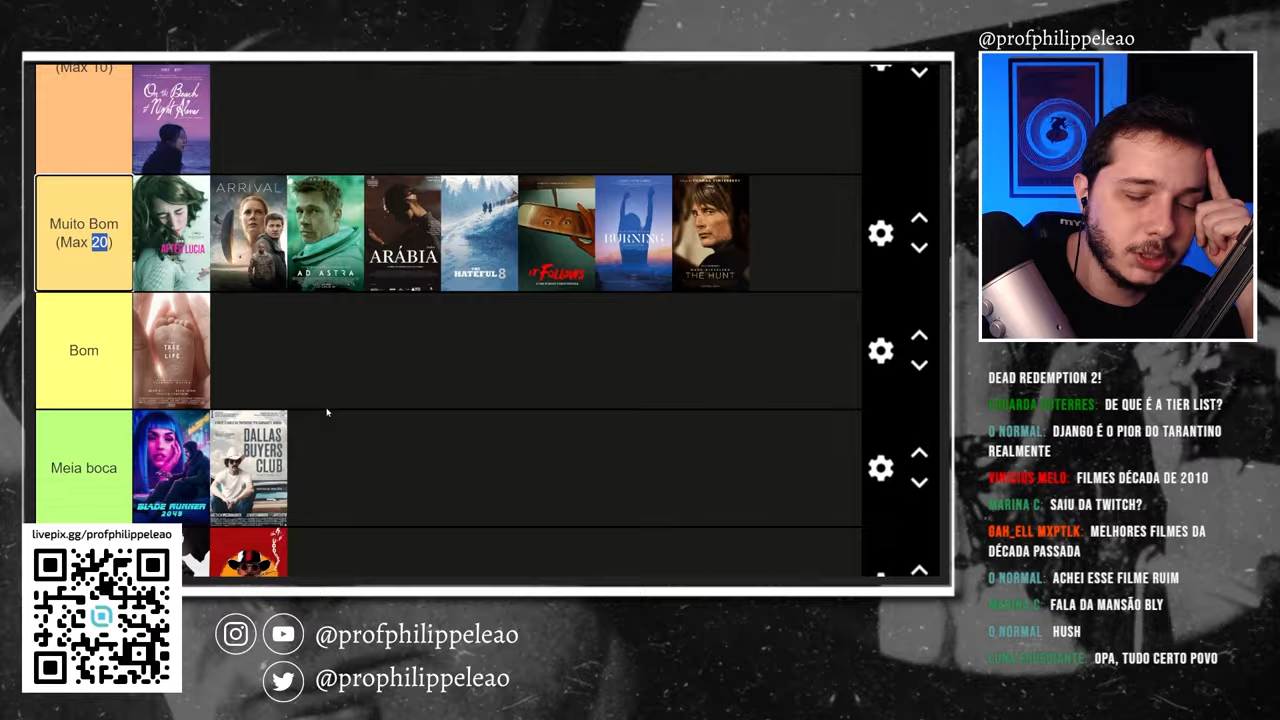 @profphilippeleao
(Max 10)
On the Beach
at Night Alone
Muito Bom
(Max 20)
AFTER LUCIA
ARRIVAL
AD ASTRA
ARÁBIA
THE HATEFUL 8
IT FOLLOWS
BURNING
THE HUNT
Bom
THE TREE OF LIFE
Meia boca
BLADE RUNNER
2049
DALLAS
BUYERS
CLUB
livepix.gg/profphilippeleao
@profphilippeleao
@prophilippeleao
DEAD REDEMPTION 2!
DE QUE É A TIER LIST?
O NORMAL: DJANGO É O PIOR DO TARANTINO
REALMENTE
VINICIUS MELO: FILMES DÉCADA DE 2010
MARINA C: SAIU DA TWITCH?
GAH_ELL MXPTLK: MELHORES FILMES DA
DÉCADA PASSADA
O NORMAL: ACHEI ESSE FILME RUIM
MARINA C: FALA DA MANSÃO BLY
O NORMAL: HUSH
OPA, TUDO CERTO POVO